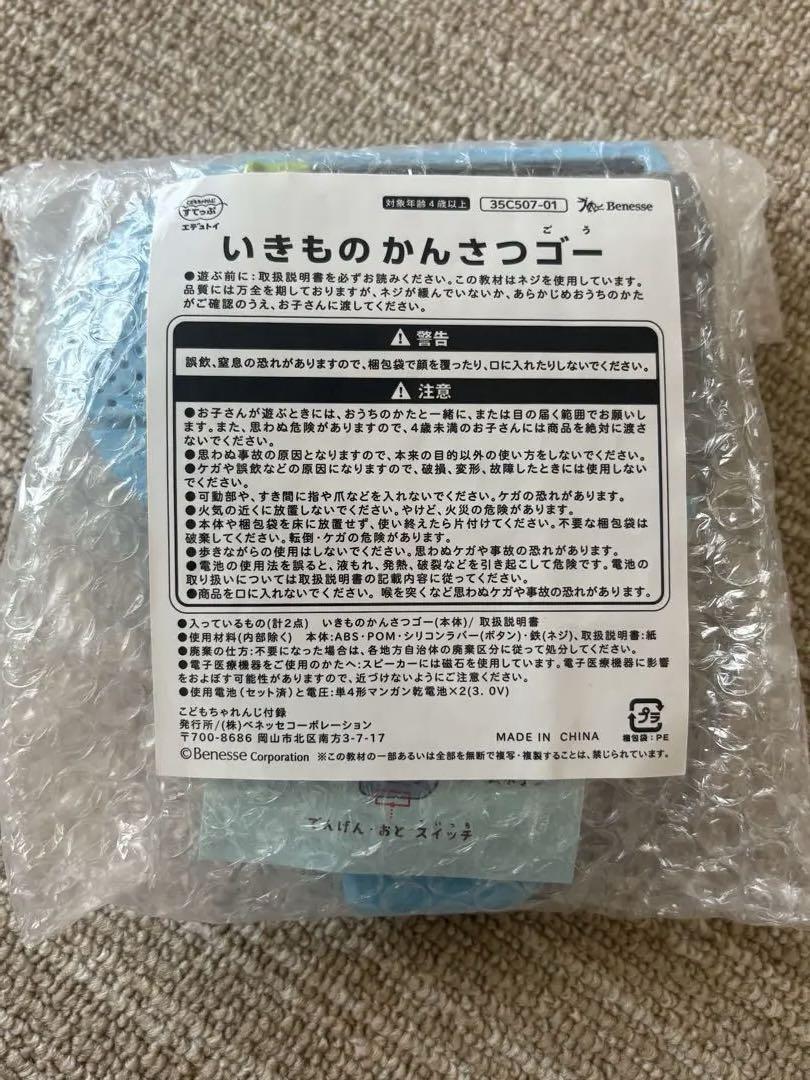 すてっぷ
エデュトイ
対象年齢4歳以上 35C507-01 Benesse
ごう
いきものかんさつゴー
●遊ぶ前に:取扱説明書を必ずお読みください。この教材はネジを使用しています。
品質には万全を期しておりますが、ネジが緩んでいないか、あらかじめおうちのかた
がご確認のうえ、お子さんに渡してください。
警告
誤飲、窒息の恐れがありますので、梱包袋で顔を覆ったり、口に入れたりしないでください。
注意
●お子さんが遊ぶときには、おうちのかたと一緒に、または目の届く範囲でお願いし
ます。また、思わぬ危険がありますので、4歳未満のお子さんには商品を絶対に渡さ
ないでください。
●思わぬ事故の原因となりますので、本来の目的以外の使い方をしないでください。
●ケガや誤飲などの原因になりますので、破損、変形、故障したときには使用しない
でください。
●可動部や、すき間に指や爪などを入れないでください。ケガの恐れがあります。
●火気の近くに放置しないでください。やけど、火災の危険があります。
●本体や梱包袋を床に放置せず、使い終えたら片付けてください。不要な梱包袋は
破棄してください。転倒・ケガの危険があります。
●歩きながらの使用はしないでください。思わぬケガや事故の恐れがあります。
●電池の使用法を誤ると、液もれ、発熱、破裂などを引き起こして危険です。電池の
取り扱いについては取扱説明書の記載内容に従ってください。
●商品を口に入れないでください。喉を突くなど思わぬケガや事故の恐れがあります。
●入っているもの(計2点) いきものかんさつゴー(本体)/ 取扱説明書
●使用材料(内部除く) 本体:ABS・POM・シリコンラバー(ボタン)・鉄(ネジ)、取扱説明書:紙
●廃棄の仕方:不要になった場合は、各地方自治体の廃棄区分に従って処分してください。
●電子医療機器をご使用のかたへ:スピーカーには磁石を使用しています。電子医療機器に影響
をおよぼす可能性がありますので、近づけないようにご注意ください。
●使用電池(セット済)と電圧:単4形マンガン乾電池×2(3.0V)
こどもちゃれんじ付録
発行所/(株)ベネッセコーポレーション
〒700-8686 岡山市北区南方3-7-17
MADE IN CHINA
プラ
梱包袋:PE
©Benesse Corporation ※この教材の一部あるいは全部を無断で複写・複製することは、禁じられています。
でんげん・おと スイッチ